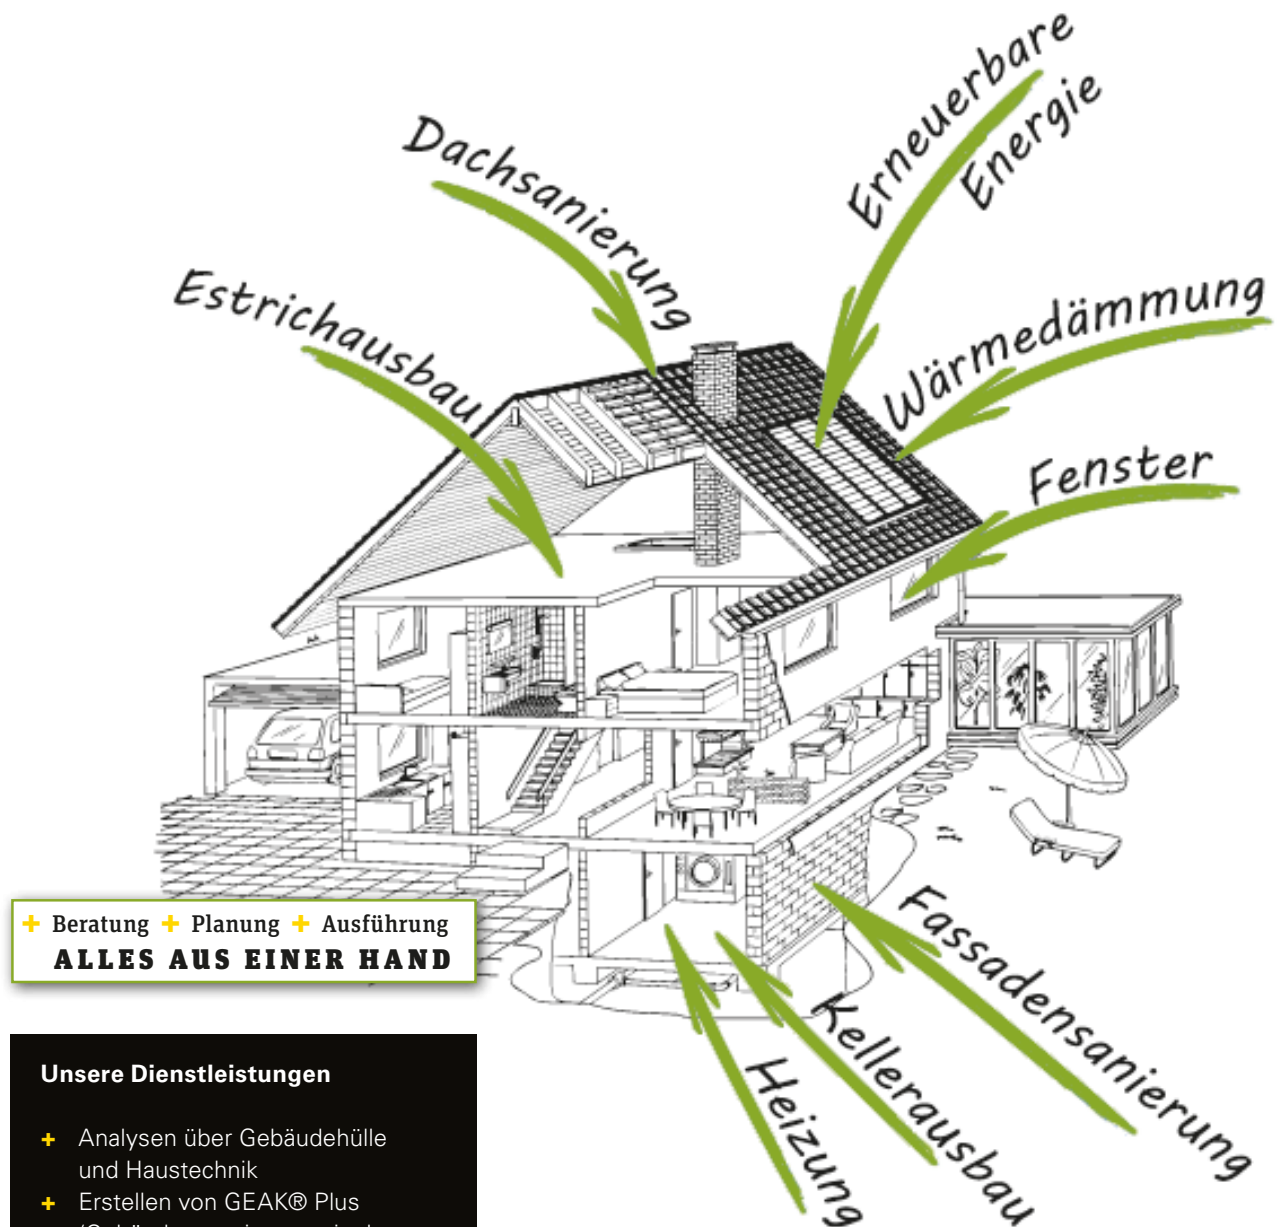 Erneuerbare
Energie
Dachsanierung
Estrichausbau
Wärmedämmung
Fenster
+ Beratung + Planung + Ausführung
ALLES AUS EINER HAND
Fassadensanierung
Kellerausbau
Heizung
Unsere Dienstleistungen
+ Analysen über Gebäudehülle
und Haustechnik
+ Erstellen von GEAK® Plus